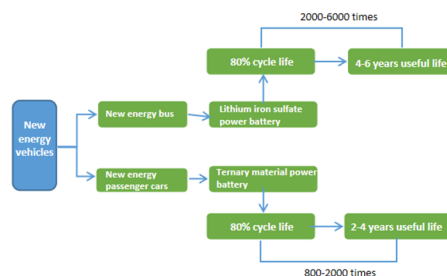 2000-6000 times
80% cycle life
4-6 years useful life
New
energy
vehicles
New energy bus
Lithium iron sulfate
power battery
New energy
passenger cars
Ternary material power
battery
80% cycle life
2-4 years useful life
800-2000 times